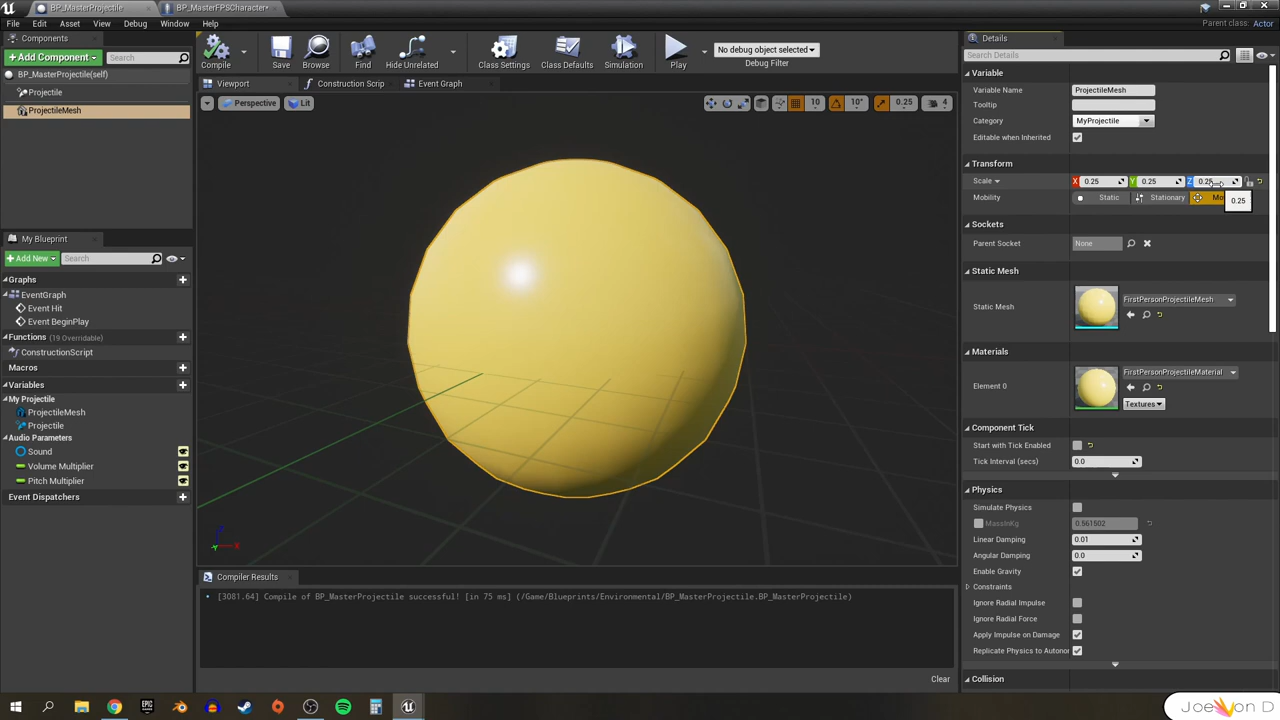 BP_MasterProjectile
BP_MasterFPSCharacter*
File Edit Asset View Debug Window Help
Parent class: Actor
Components
+ Add Component
Search
BP_MasterProjectile(self)
Projectile
ProjectileMesh
Compile
Save
Browse
Find
Hide Unrelated
Class Settings
Class Defaults
Simulation
Play
No debug object selected
Debug Filter
Viewport
Construction Scrip
Event Graph
Perspective
Lit
10
10°
0.25
4
My Blueprint
+ Add New
Search
Graphs
EventGraph
Event Hit
Event BeginPlay
Functions (19 Overridable)
ConstructionScript
Macros
Variables
My Projectile
ProjectileMesh
Projectile
Audio Parameters
Sound
Volume Multiplier
Pitch Multiplier
Event Dispatchers
Compiler Results
[3081.64] Compile of BP_MasterProjectile successful! [in 75 ms] (/Game/Blueprints/Environmental/BP_MasterProjectile.BP_MasterProjectile)
Clear
Details
Search Details
Variable
Variable Name ProjectileMesh
Tooltip
Category MyProjectile
Editable when Inherited
Transform
Scale X 0.25 Y 0.25 Z 0.25
Mobility Static Stationary Mo
0.25
Sockets
Parent Socket None
Static Mesh
Static Mesh FirstPersonProjectileMesh
Materials
Element 0 FirstPersonProjectileMaterial
Textures
Component Tick
Start with Tick Enabled
Tick Interval (secs) 0.0
Physics
Simulate Physics
MassInKg 0.561502
Linear Damping 0.01
Angular Damping 0.0
Enable Gravity
Constraints
Ignore Radial Impulse
Ignore Radial Force
Apply Impulse on Damage
Replicate Physics to Autonon
Collision
Joe Von D